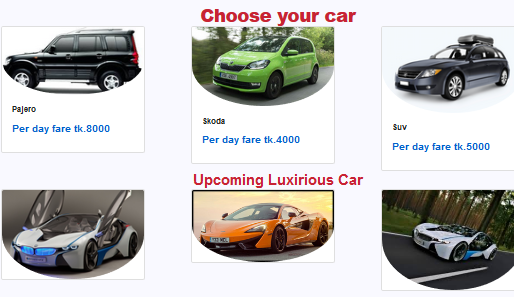 Choose your car
Pajero
Per day fare tk.8000
Skoda
Per day fare tk.4000
Suv
Per day fare tk.5000
Upcoming Luxirious Car